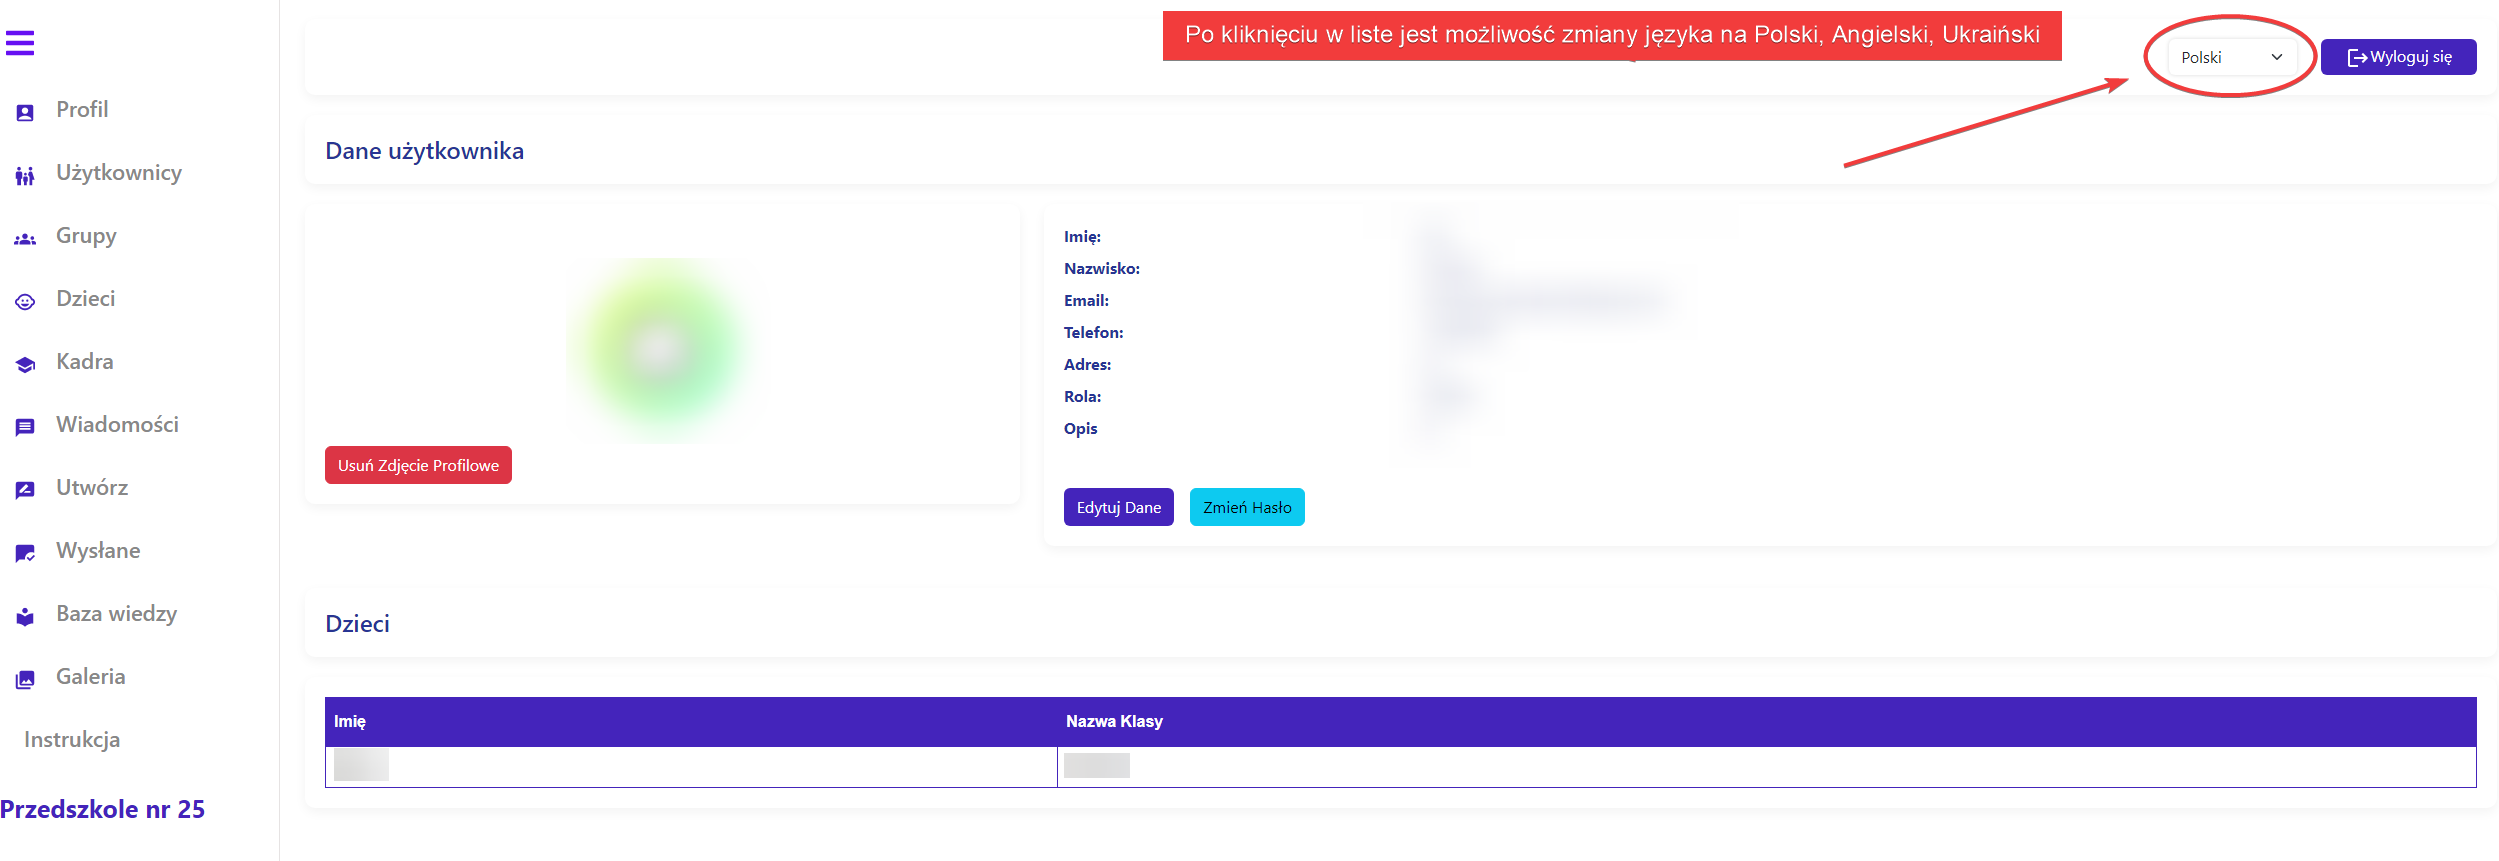 Po kliknięciu w liste jest możliwość zmiany języka na Polski, Angielski, Ukraiński
Polski
Wyloguj się
Profil
Użytkownicy
Grupy
Dzieci
Kadra
Wiadomości
Utwórz
Wysłane
Baza wiedzy
Galeria
Instrukcja
Przedszkole nr 25
Dane użytkownika
Usuń Zdjęcie Profilowe
Imię:
Nazwisko:
Email:
Telefon:
Adres:
Rola:
Opis
Edytuj Dane
Zmień Hasło
Dzieci
Imię
Nazwa Klasy